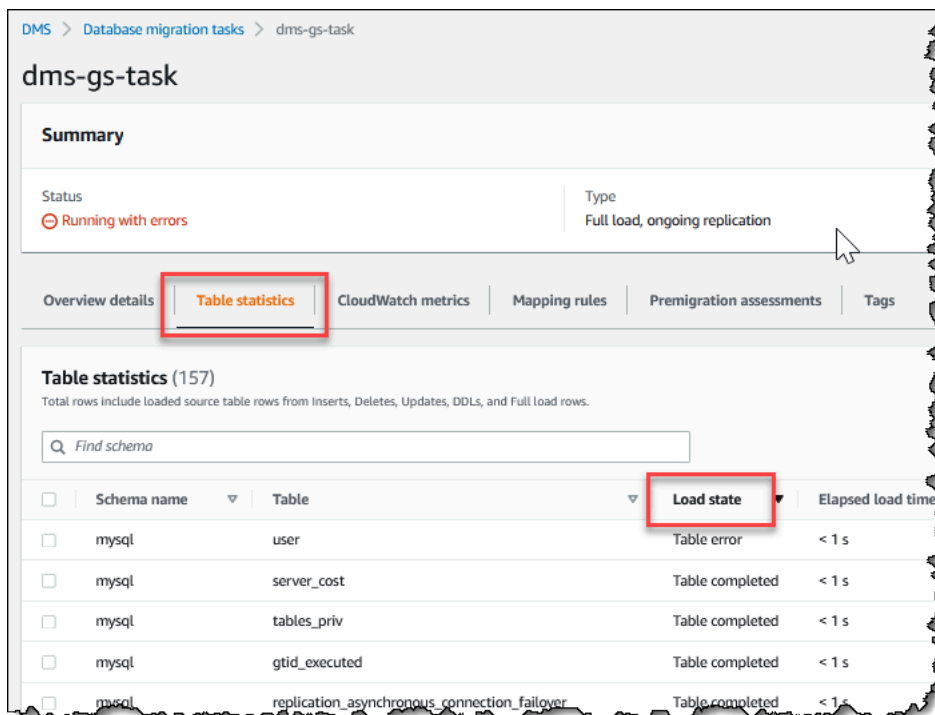 DMS > Database migration tasks > dms-gs-task
dms-gs-task
Summary
Status Type
Running with errors Full load, ongoing replication
Overview details Table statistics CloudWatch metrics Mapping rules Premigration assessments Tags
Table statistics (157)
Total rows include loaded source table rows from Inserts, Deletes, Updates, DDLs, and Full load rows.
Find schema
Schema name Table Load state Elapsed load time
mysql user Table error < 1 s
mysql server_cost Table completed < 1 s
mysql tables_priv Table completed < 1 s
mysql gtid_executed Table completed < 1 s
mysql replication_asynchronous_connection_failover Table completed < 1 s